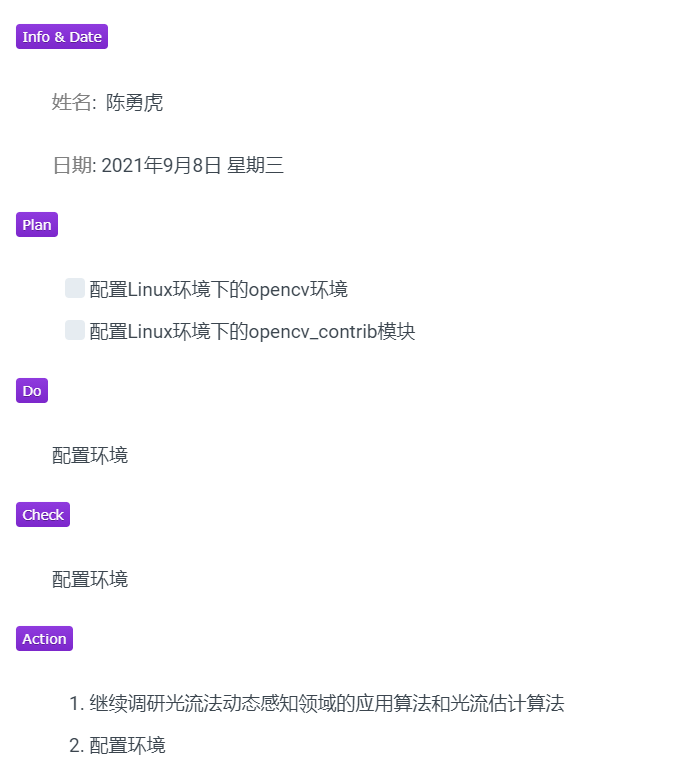 Info & Date
姓名: 陈勇虎
日期: 2021年9月8日 星期三
Plan
配置Linux环境下的opencv环境
配置Linux环境下的opencv_contrib模块
Do
配置环境
Check
配置环境
Action
1. 继续调研光流法动态感知领域的应用算法和光流估计算法
2. 配置环境